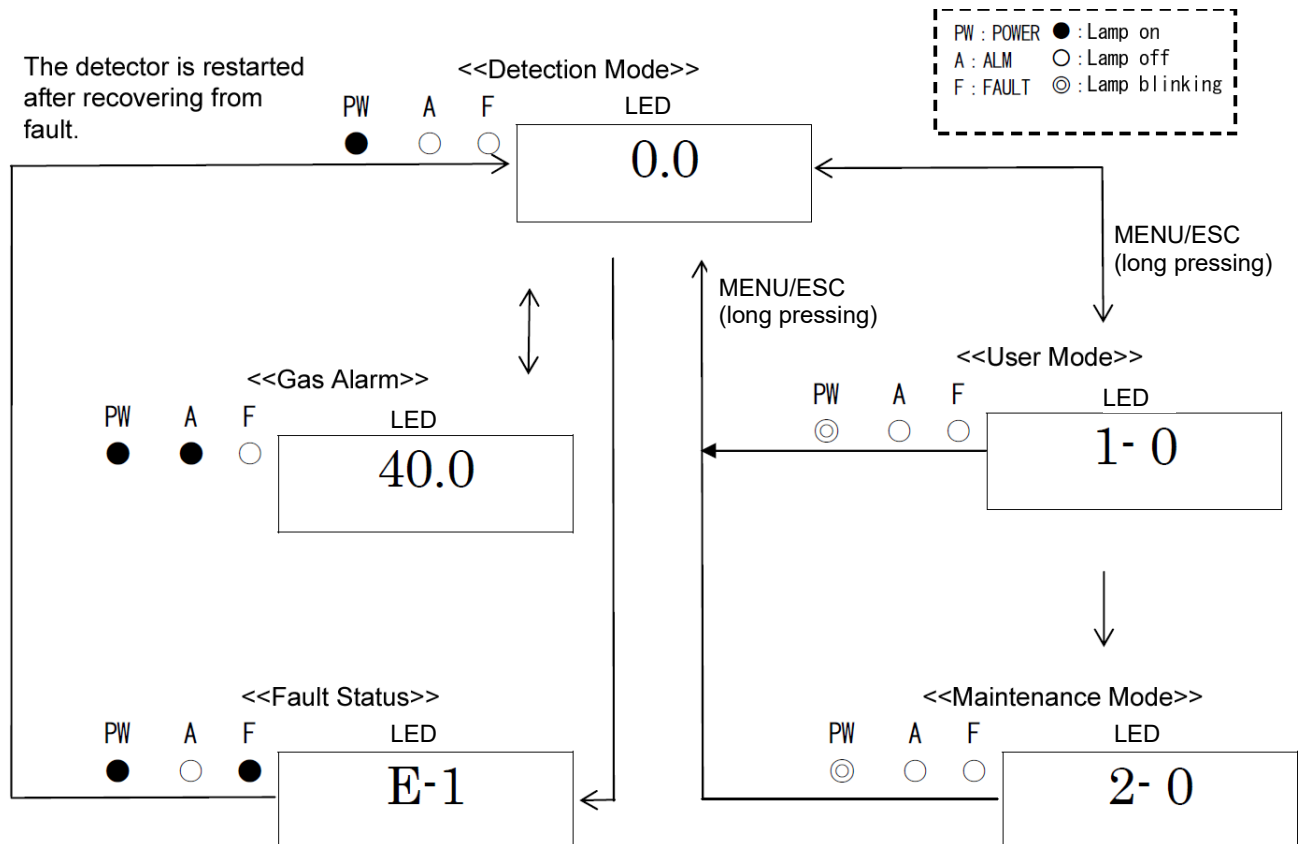 PW : POWER ● : Lamp on
A : ALM ○ : Lamp off
F : FAULT ◎ : Lamp blinking
The detector is restarted
after recovering from
fault.
<<Detection Mode>>
PW A F LED
0.0
MENU/ESC
(long pressing)
MENU/ESC
(long pressing)
<<Gas Alarm>>
PW A F LED
40.0
<<User Mode>>
PW A F LED
1- 0
<<Fault Status>>
PW A F LED
E-1
<<Maintenance Mode>>
PW A F LED
2- 0